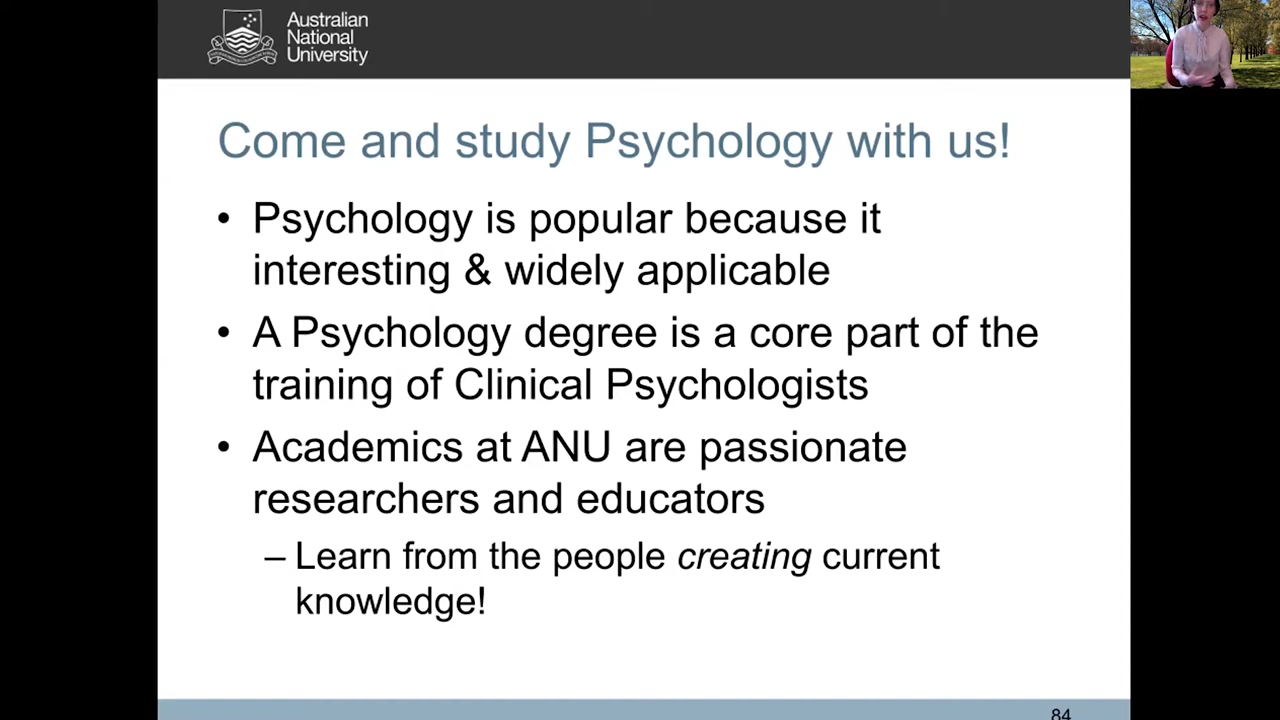 Australian
National
University
Come and study Psychology with us!
• Psychology is popular because it
interesting & widely applicable
• A Psychology degree is a core part of the
training of Clinical Psychologists
• Academics at ANU are passionate
researchers and educators
– Learn from the people creating current
knowledge!
84